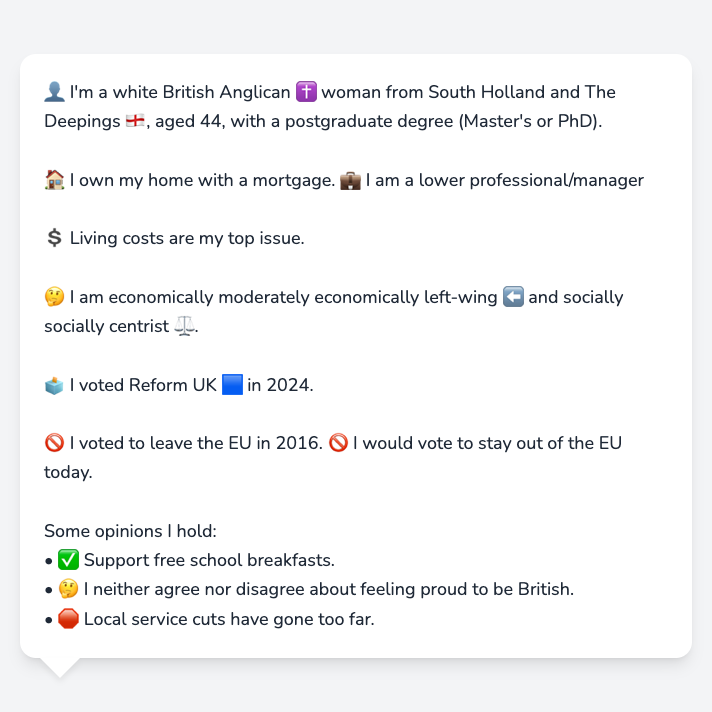 👤 I'm a white British Anglican ✝️ woman from South Holland and The
Deepings 🏴󠁧󠁢󠁥󠁮󠁧󠁿, aged 44, with a postgraduate degree (Master's or PhD).
🏠 I own my home with a mortgage. 💼 I am a lower professional/manager
💲 Living costs are my top issue.
🤔 I am economically moderately economically left-wing ⬅️ and socially
socially centrist ⚖️.
🗳️ I voted Reform UK 🟦 in 2024.
🚫 I voted to leave the EU in 2016. 🚫 I would vote to stay out of the EU
today.
Some opinions I hold:
• ✅ Support free school breakfasts.
• 🤔 I neither agree nor disagree about feeling proud to be British.
• 🛑 Local service cuts have gone too far.